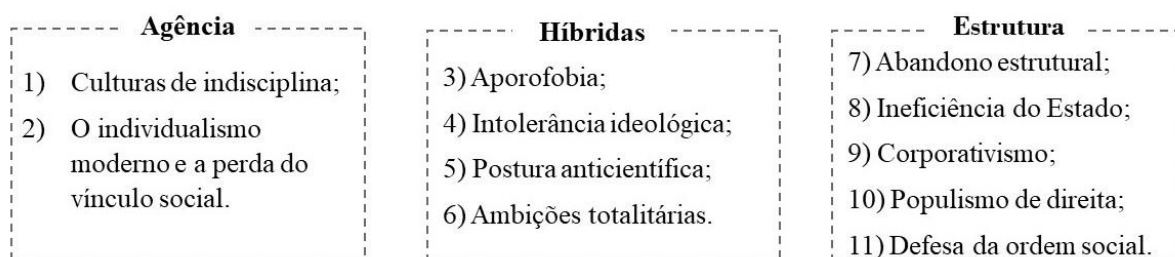 Agência
1) Culturas de indisciplina;
2) O individualismo
moderno e a perda do
vínculo social.
Híbridas
3) Aporofobia;
4) Intolerância ideológica;
5) Postura anticientífica;
6) Ambições totalitárias.
Estrutura
7) Abandono estrutural;
8) Ineficiência do Estado;
9) Corporativismo;
10) Populismo de direita;
11) Defesa da ordem social.